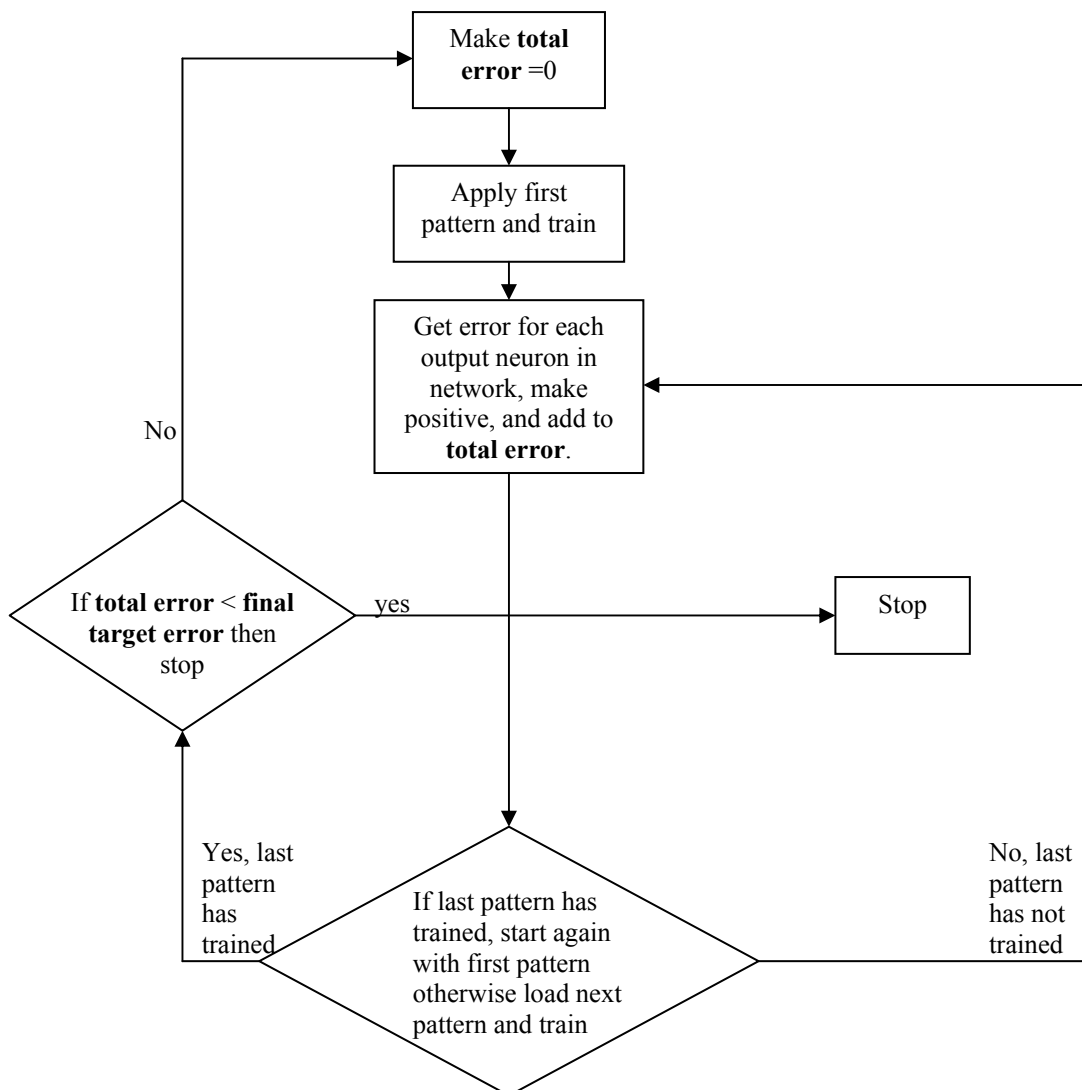 Make total
error =0
Apply first
pattern and train
Get error for each
output neuron in
network, make
positive, and add to
total error.
No
If total error < final
target error then
stop
yes
Stop
Yes, last
pattern
has
trained
If last pattern has
trained, start again
with first pattern
otherwise load next
pattern and train
No, last
pattern
has not
trained